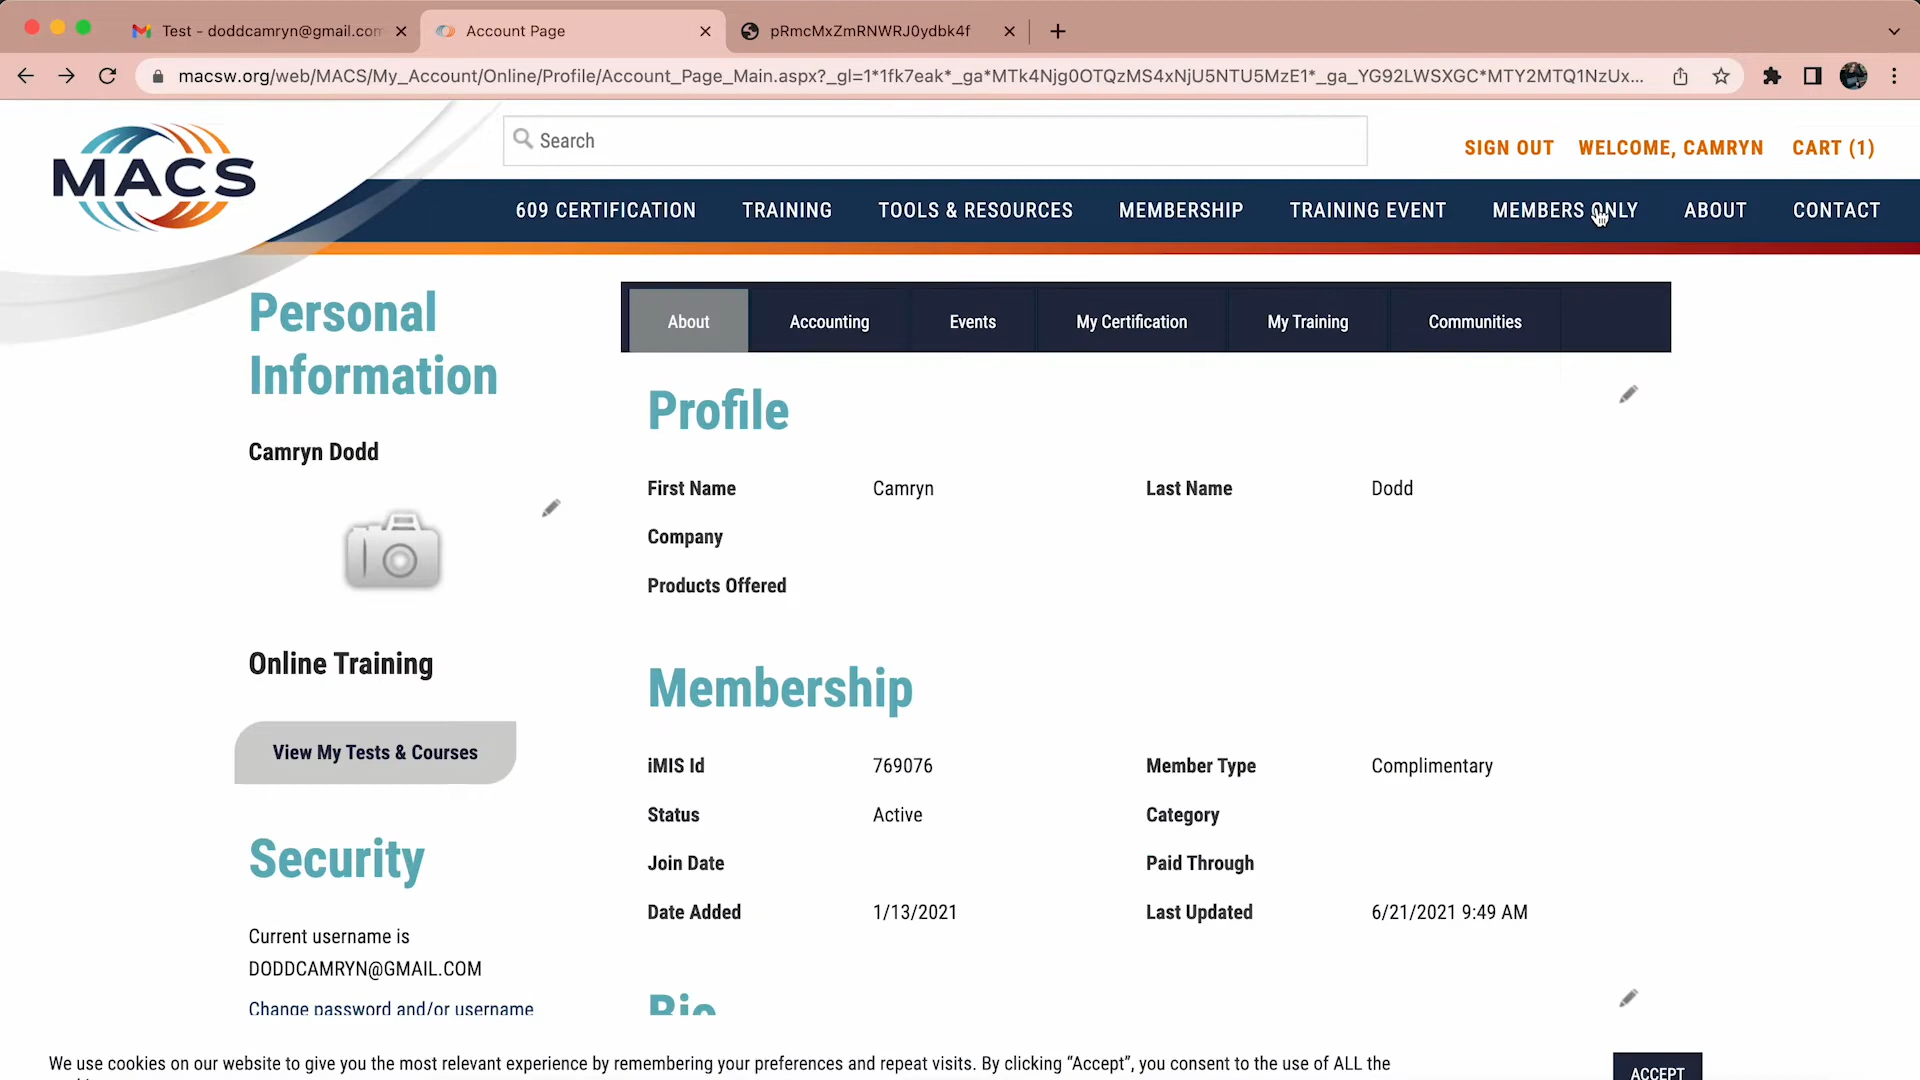 Test - doddcamryn@gmail.com
Account Page
pRmcMxZmRNWRJ0ydbk4f
macsw.org/web/MACS/My_Account/Online/Profile/Account_Page_Main.aspx?_gl=1*1fk7eak*_ga*MTk4Njg0OTQzMS4xNjU5NTU5MzE1*_ga_YG92LWSXGC*MTY2MTQ1NzUx...
MACS
Search
SIGN OUT WELCOME, CAMRYN CART (1)
609 CERTIFICATION TRAINING TOOLS & RESOURCES MEMBERSHIP TRAINING EVENT MEMBERS ONLY ABOUT CONTACT
Personal
Information
Camryn Dodd
Online Training
View My Tests & Courses
Security
Current username is
DODDCAMRYN@GMAIL.COM
Change password and/or username
About Accounting Events My Certification My Training Communities
Profile
First Name Camryn Last Name Dodd
Company
Products Offered
Membership
iMIS Id 769076 Member Type Complimentary
Status Active Category
Join Date Paid Through
Date Added 1/13/2021 Last Updated 6/21/2021 9:49 AM
Bio
We use cookies on our website to give you the most relevant experience by remembering your preferences and repeat visits. By clicking “Accept”, you consent to the use of ALL the
ACCEPT